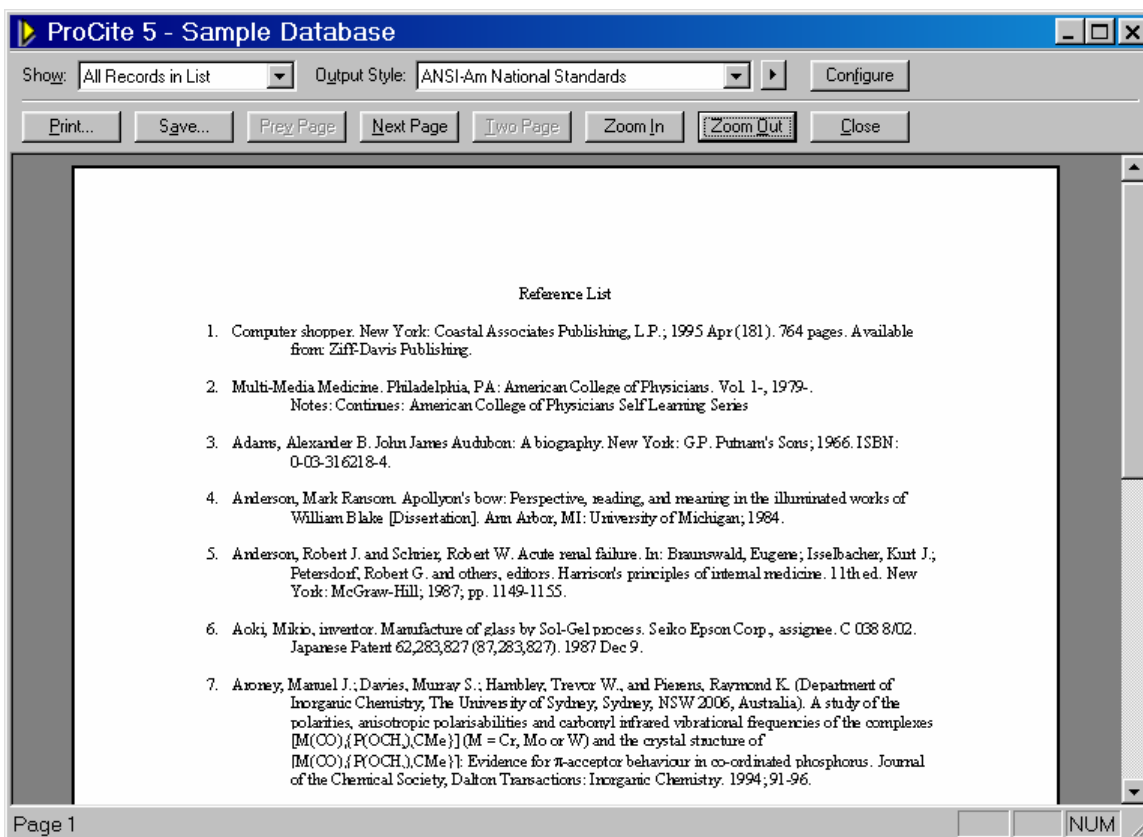 ProCite 5 - Sample Database
Show: All Records in List Output Style: ANSI-Am National Standards Configure
Print... Save... Prev Page Next Page Two Page Zoom In Zoom Out Close
Reference List
1. Computer shopper. New York: Coastal Associates Publishing, L.P.; 1995 Apr (181). 764 pages. Available
from: Ziff-Davis Publishing.
2. Multi-Media Medicine. Philadelphia, PA: American College of Physicians. Vol. 1-, 1979-.
Notes: Continues: American College of Physicians Self Learning Series
3. Adams, Alexander B. John James Audubon: A biography. New York: G.P. Putnam's Sons; 1966. ISBN:
0-03-316218-4.
4. Anderson, Mark Ransom. Apollyon's bow: Perspective, reading, and meaning in the illuminated works of
William Blake [Dissertation]. Ann Arbor, MI: University of Michigan; 1984.
5. Anderson, Robert J. and Schrier, Robert W. Acute renal failure. In: Braunswald, Eugene; Isselbacher, Kurt J.;
Petersdorf, Robert G. and others, editors. Harrison's principles of internal medicine. 11th ed. New
York: McGraw-Hill; 1987; pp. 1149-1155.
6. Aoki, Mikio, inventor. Manufacture of glass by Sol-Gel process. Seiko Epson Corp., assignee. C 03B 8/02.
Japanese Patent 62,283,827 (87,283,827). 1987 Dec 9.
7. Aroney, Manuel J.; Davies, Murray S.; Hambley, Trevor W., and Pierens, Raymond K. (Department of
Inorganic Chemistry, The University of Sydney, Sydney, NSW 2006, Australia). A study of the
polarities, anisotropic polarisabilities and carbonyl infrared vibrational frequencies of the complexes
[M(CO),{P(OCH,),CMe}] (M = Cr, Mo or W) and the crystal structure of
[M(CO),{P(OCH,),CMe}]: Evidence for π-acceptor behaviour in co-ordinated phosphorus. Journal
of the Chemical Society, Dalton Transactions: Inorganic Chemistry. 1994; 91-96.
Page 1 NUM